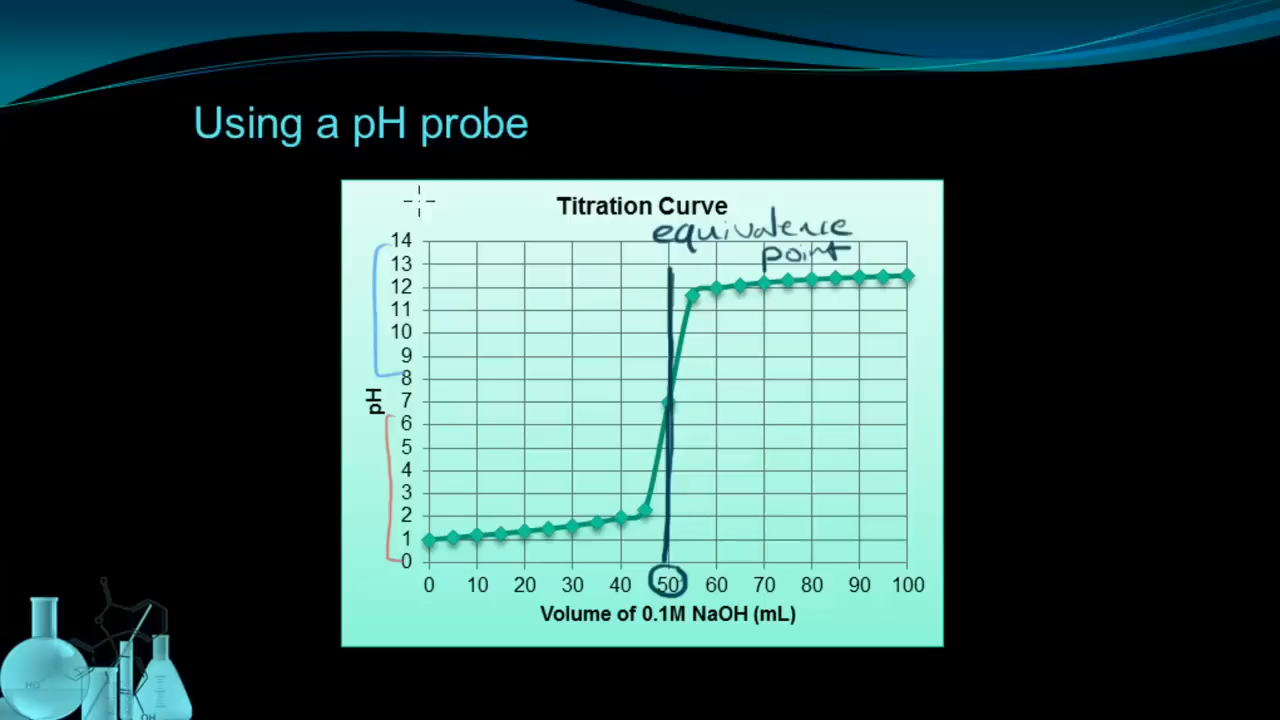 Using a pH probe
Titration Curve
equivalence
point
14
13
12
11
10
9
8
7
6
5
4
3
2
1
0
pH
0 10 20 30 40 50 60 70 80 90 100
Volume of 0.1M NaOH (mL)
HO
OH